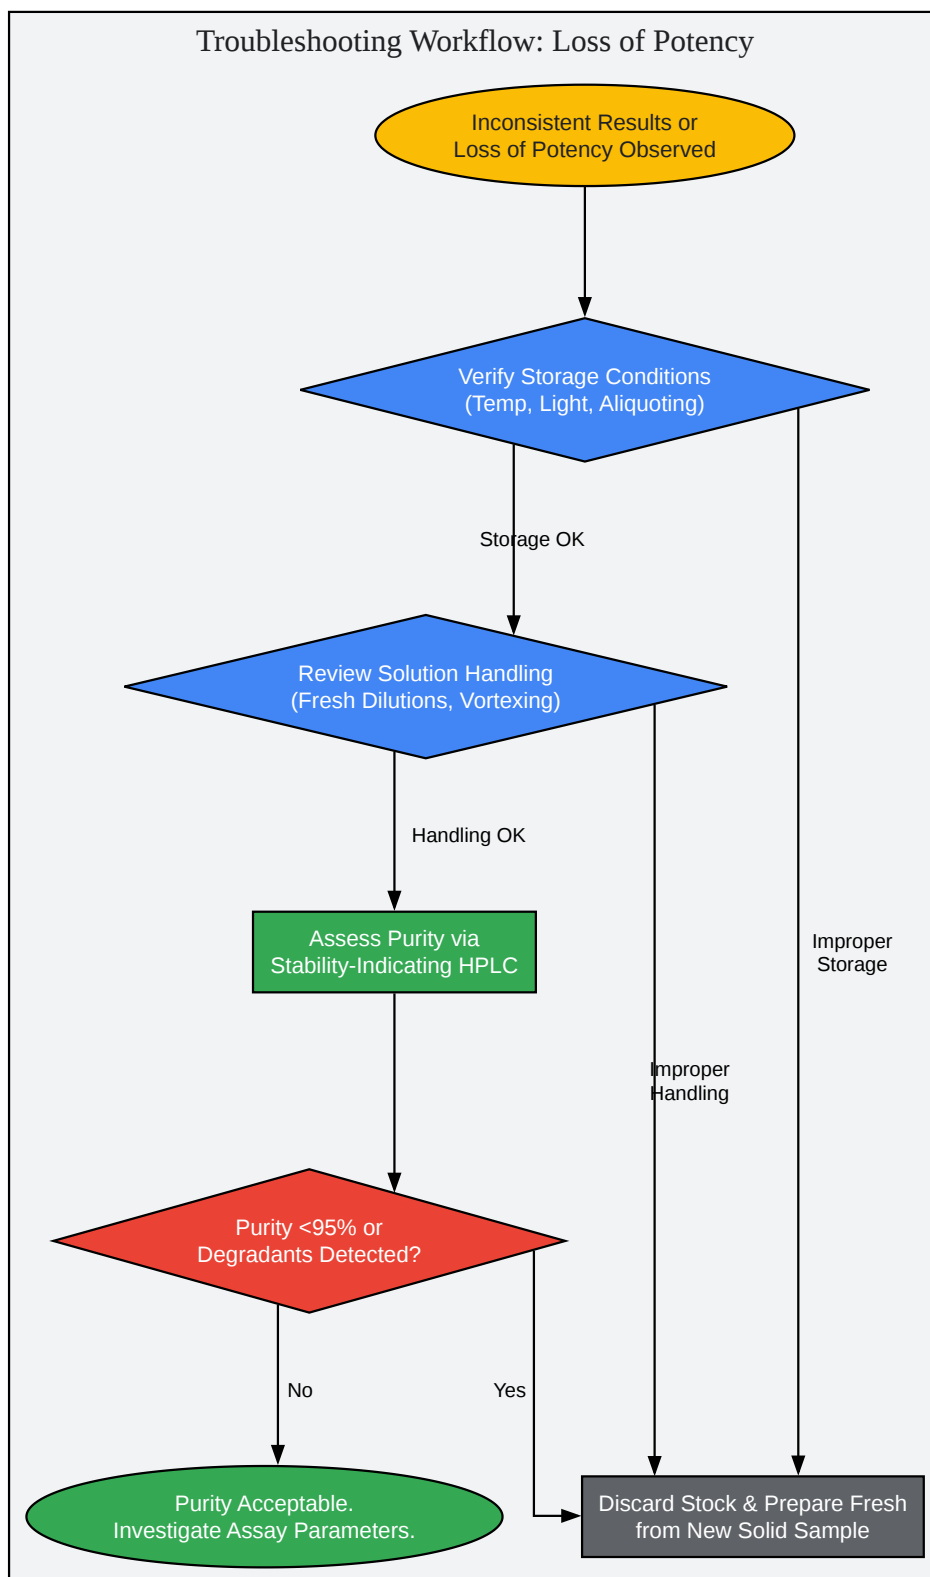 Troubleshooting Workflow: Loss of Potency
Inconsistent Results or
Loss of Potency Observed
Verify Storage Conditions
(Temp, Light, Aliquoting)
Storage OK
Review Solution Handling
(Fresh Dilutions, Vortexing)
Handling OK
Assess Purity via
Stability-Indicating HPLC
Improper
Storage
Improper
Handling
Purity <95% or
Degradants Detected?
No
Yes
Purity Acceptable.
Investigate Assay Parameters.
Discard Stock & Prepare Fresh
from New Solid Sample